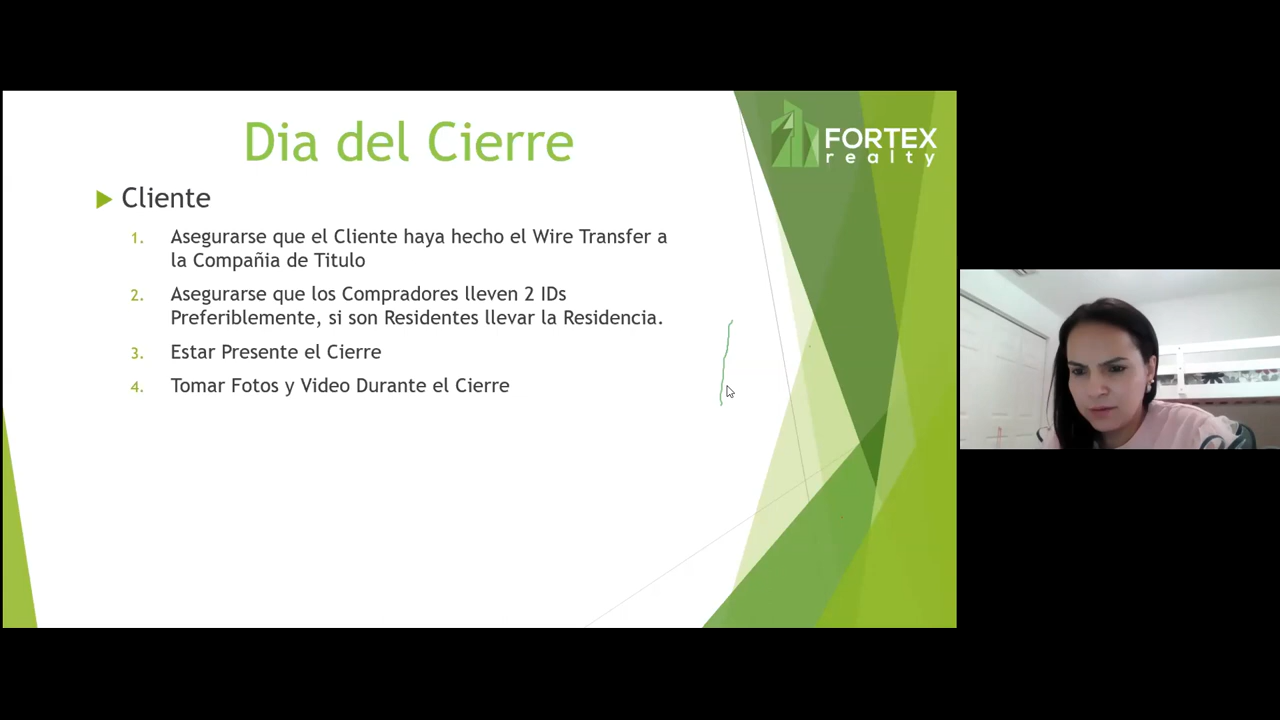 Dia del Cierre
FORTEX
realty
Cliente
1. Asegurarse que el Cliente haya hecho el Wire Transfer a
la Compañia de Titulo
2. Asegurarse que los Compradores lleven 2 IDs
Preferiblemente, si son Residentes llevar la Residencia.
3. Estar Presente el Cierre
4. Tomar Fotos y Video Durante el Cierre